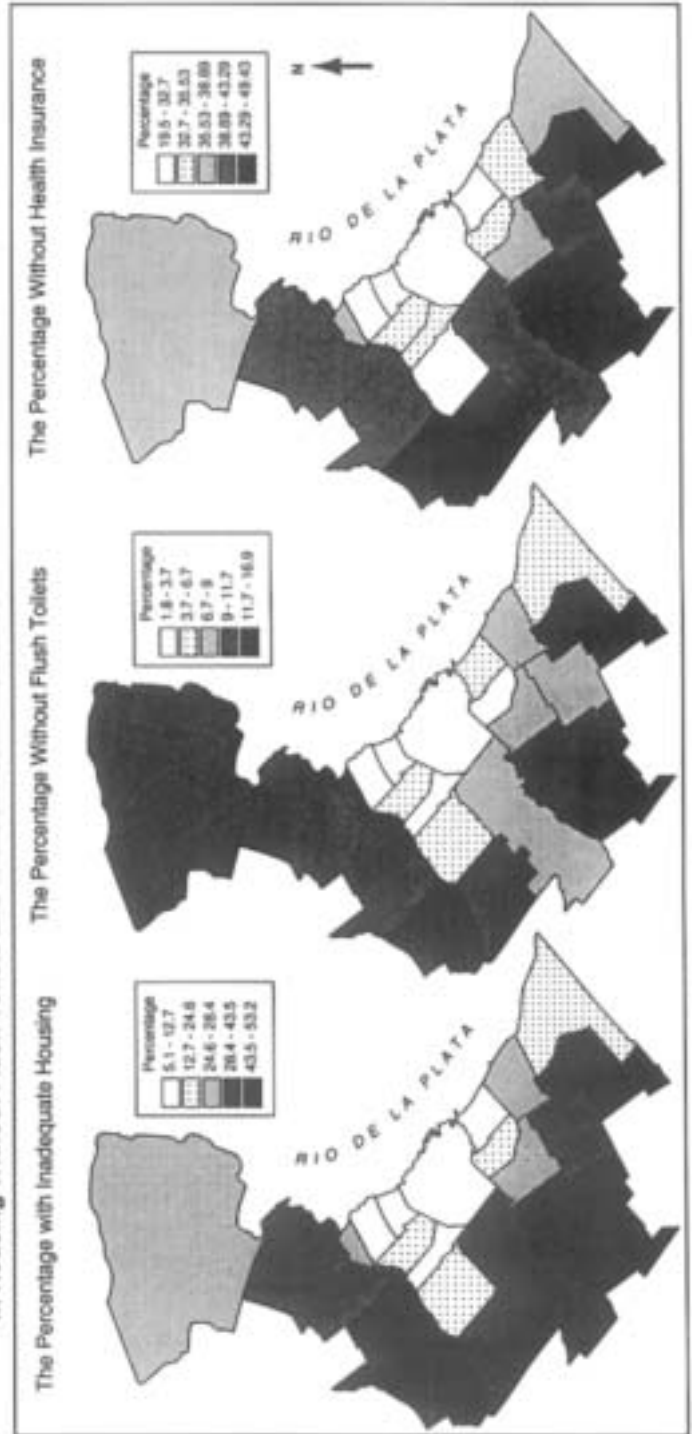 The Percentage with Inadequate Housing
Percentage
5.1 - 12.7
12.7 - 24.6
24.6 - 28.4
28.4 - 43.5
43.5 - 53.2
RIO DE LA PLATA
The Percentage Without Flush Toilets
Percentage
1.8 - 3.7
3.7 - 6.7
6.7 - 9
9 - 11.7
11.7 - 16.9
RIO DE LA PLATA
The Percentage Without Health Insurance
Percentage
19.5 - 32.7
32.7 - 35.53
35.53 - 38.89
38.89 - 43.29
43.29 - 49.43
N
RIO DE LA PLATA